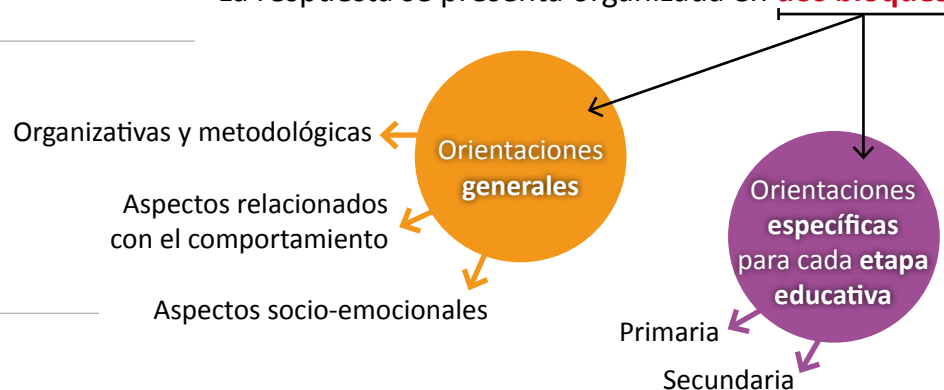 La respuesta se presenta organizada en dos bloques
Organizativas y metodológicas
Orientaciones
generales
Aspectos relacionados
con el comportamiento
Aspectos socio-emocionales
Orientaciones
específicas
para cada etapa
educativa
Primaria
Secundaria